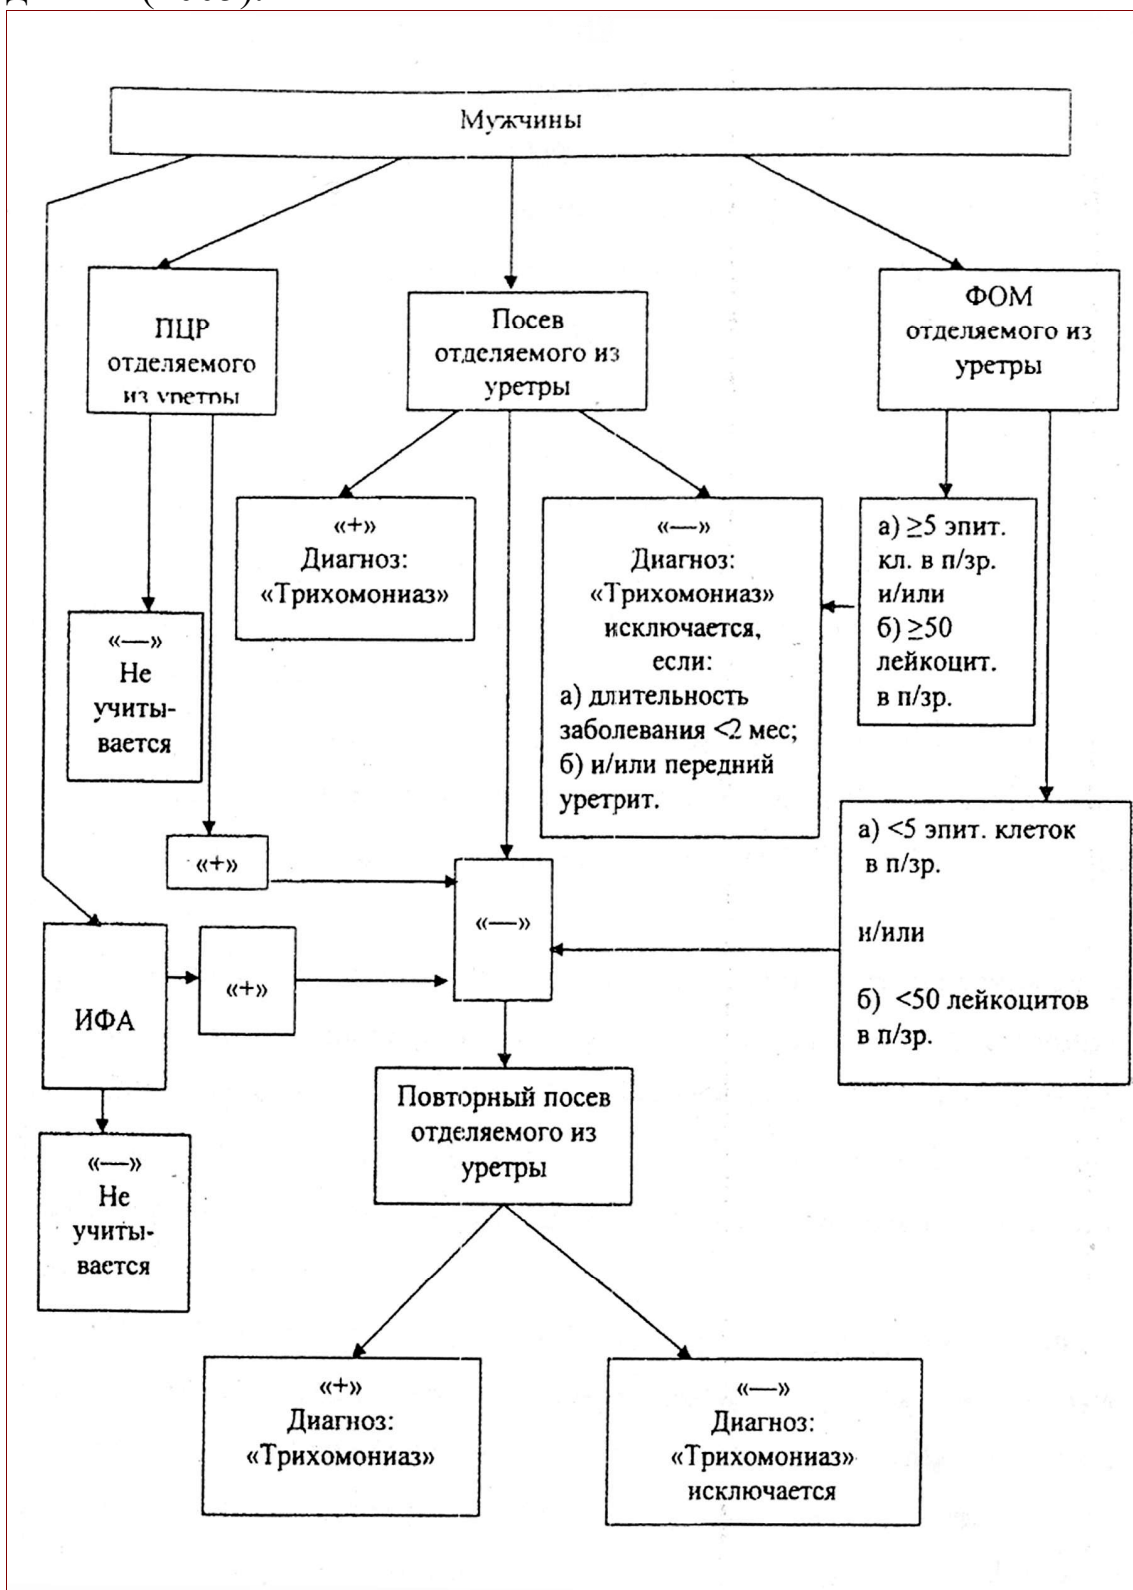 Мужчины
ПЦР
отделяемого
из уретры
Посев
отделяемого из
уретры
ФОМ
отделяемого из
уретры
«+»
Диагноз:
«Трихомониаз»
«—»
Диагноз:
«Трихомониаз»
исключается,
если:
а) длительность
заболевания <2 мес;
б) и/или передний
уретрит.
а) ≥5 эпит.
кл. в п/зр.
и/или
б) ≥50
лейкоцит.
в п/зр.
«—»
Не
учиты-
вается
«+»
«—»
а) <5 эпит. клеток
в п/зр.
и/или
б) <50 лейкоцитов
в п/зр.
ИФА
«+»
«—»
Не
учиты-
вается
Повторный посев
отделяемого из
уретры
«+»
Диагноз:
«Трихомониаз»
«—»
Диагноз:
«Трихомониаз»
исключается